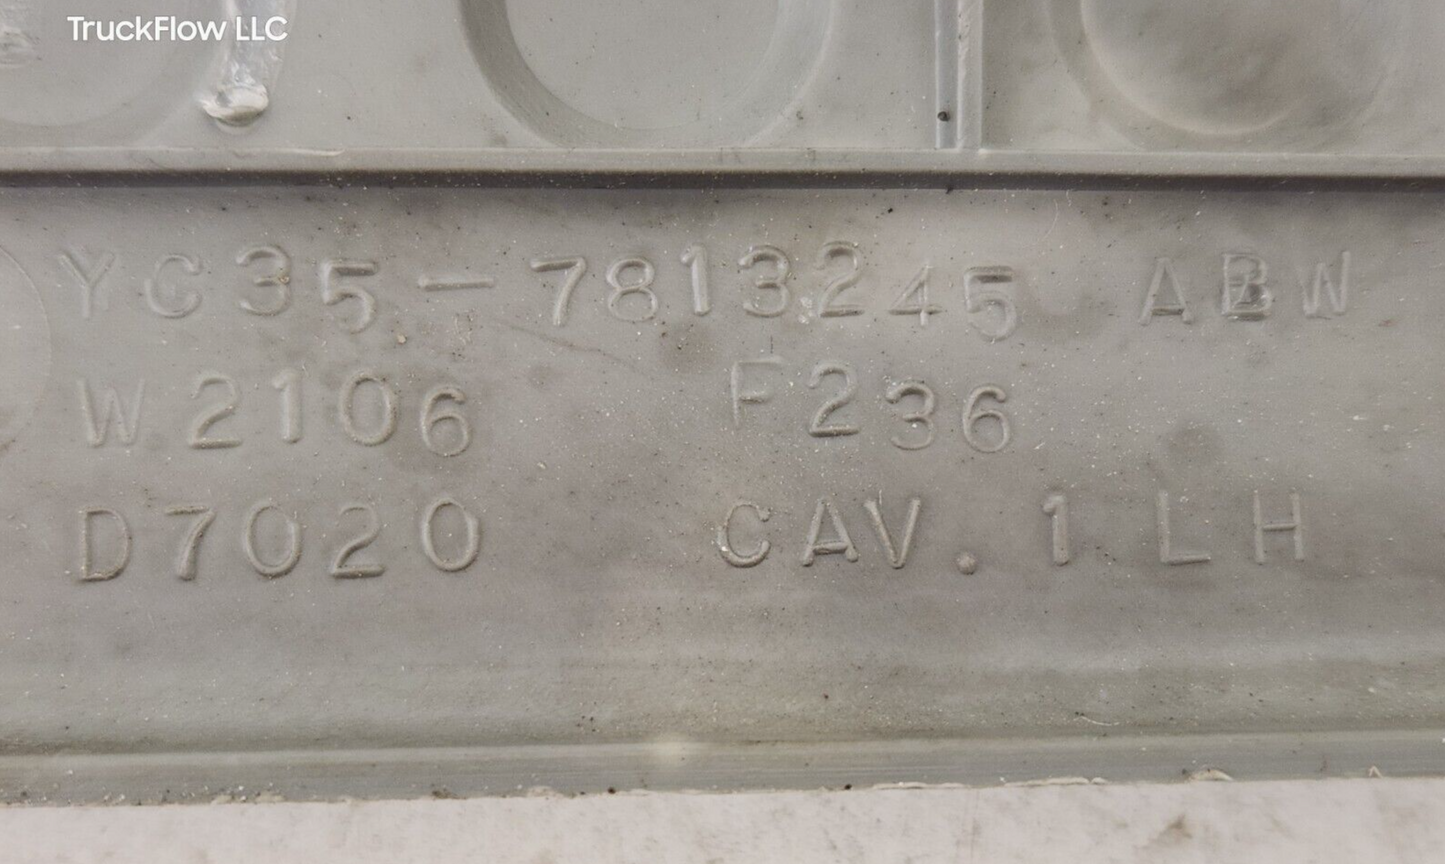 TruckFlow LLC
YC35-7813245 ABW
W2106 F236
D7020 CAV. 1 LH